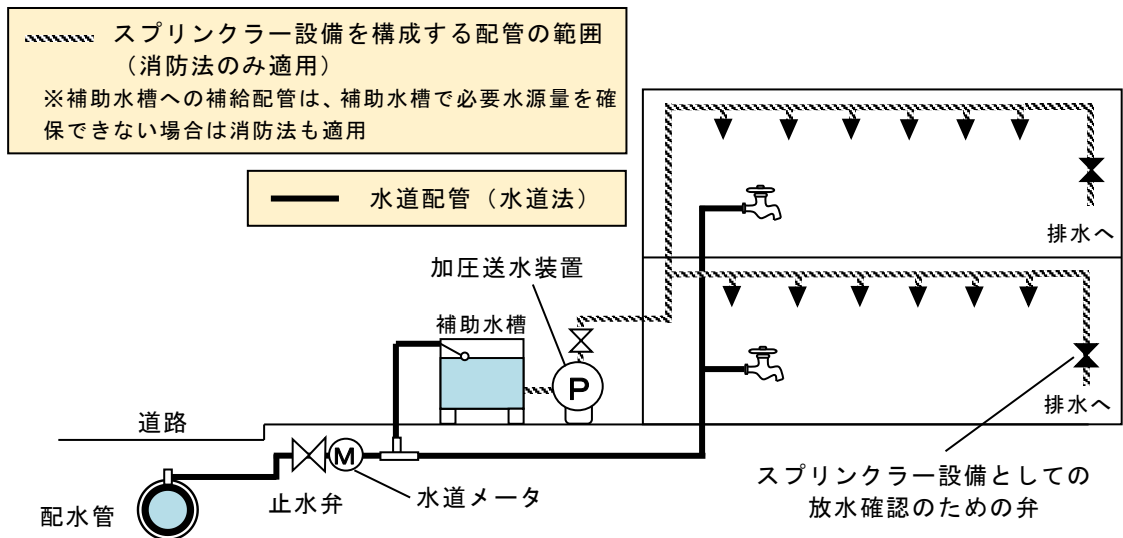 スプリンクラー設備を構成する配管の範囲
（消防法のみ適用）
※補助水槽への補給配管は、補助水槽で必要水源量を確
保できない場合は消防法も適用
水道配管（水道法）
排水へ
加圧送水装置
補助水槽
P
排水へ
道路
M
スプリンクラー設備としての
放水確認のための弁
水道メータ
止水弁
配水管